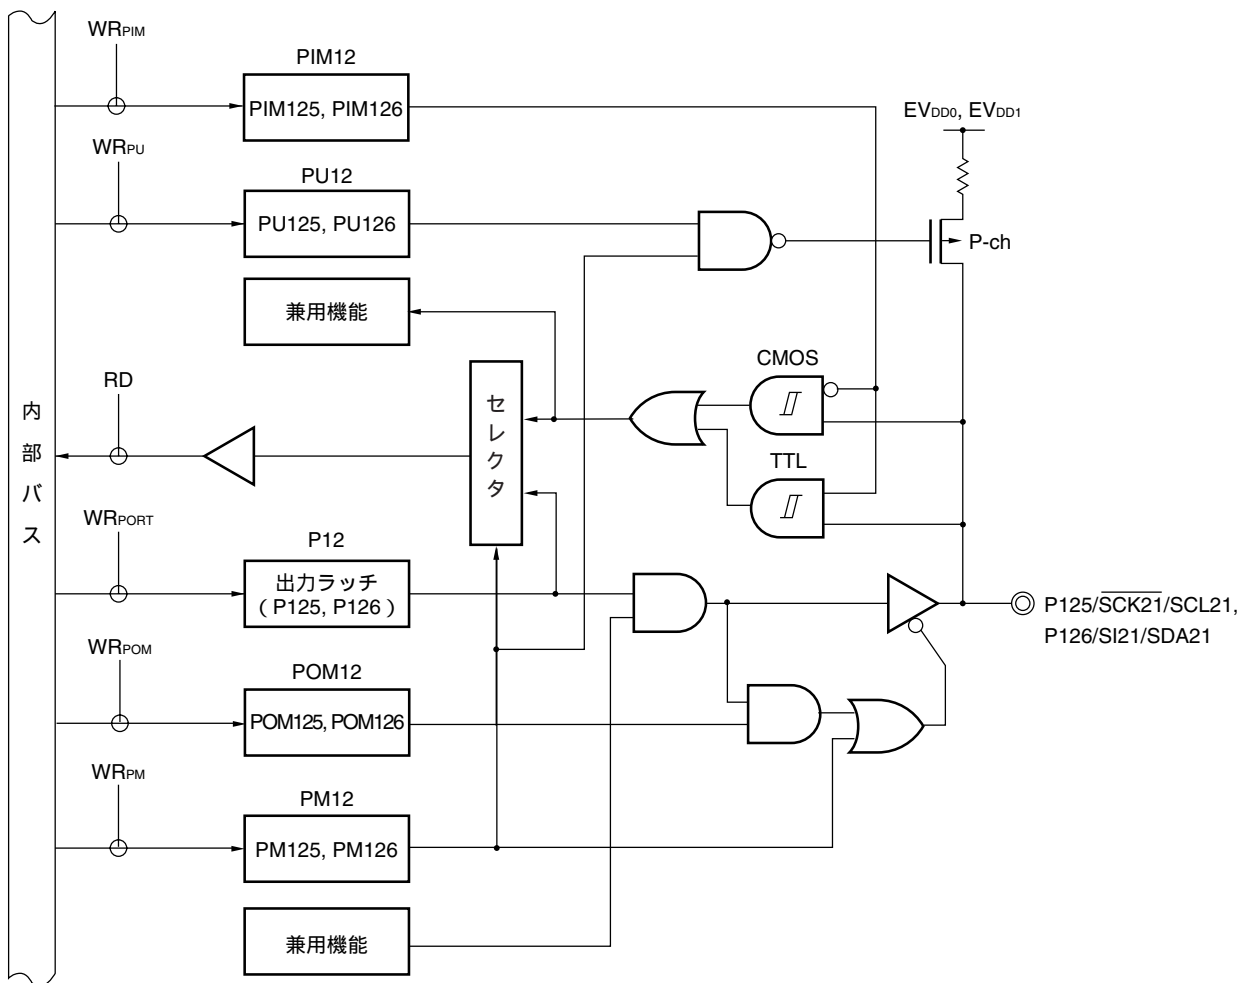 WRPIM
PIM12
PIM125, PIM126
EVDD0, EVDD1
WRPU
PU12
PU125, PU126
P-ch
兼用機能
CMOS
RD
セレクタ
内部バス
TTL
WRPORT
P12
出力ラッチ
(P125, P126)
P125/SCK21/SCL21,
P126/SI21/SDA21
WRPOM
POM12
POM125, POM126
WRPM
PM12
PM125, PM126
兼用機能